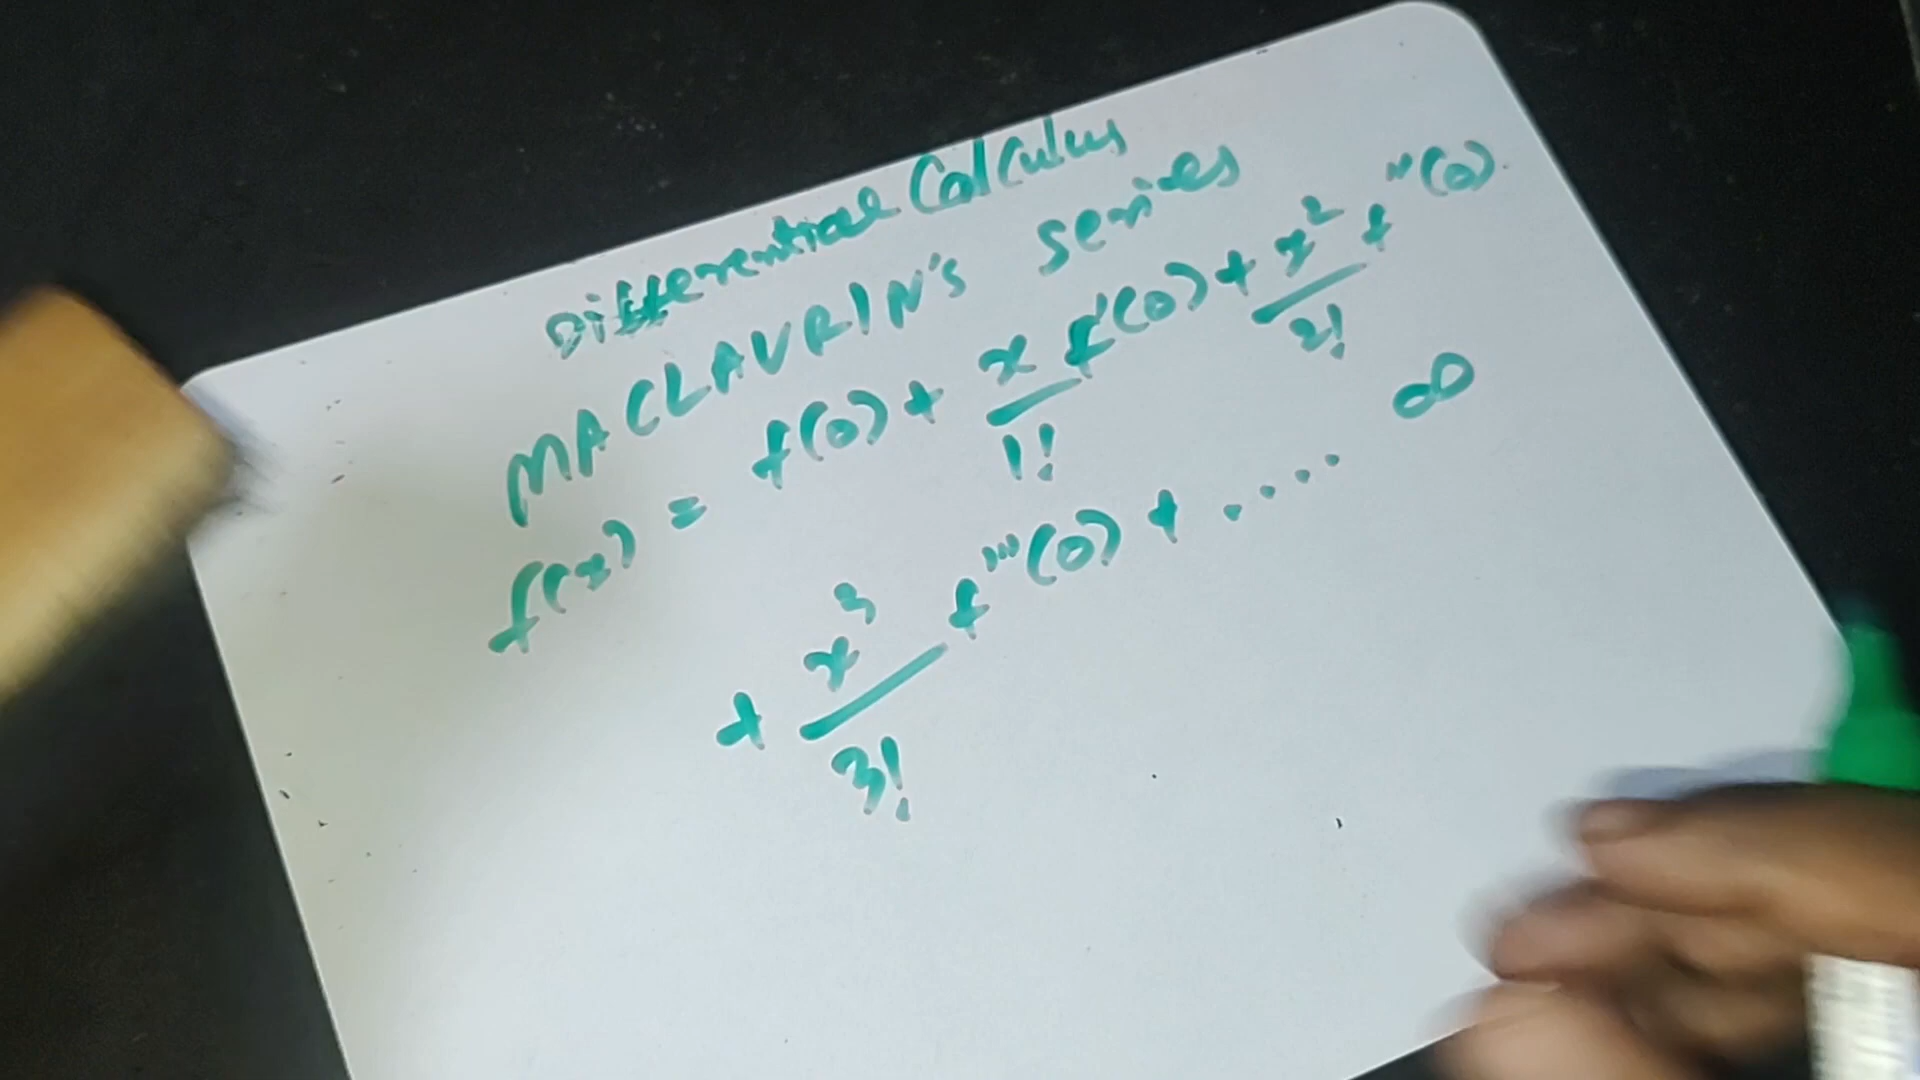 Differential Calculus
MACLAURIN's series
f(x) = f(0) + x/1! f'(0) + x²/2! f''(0)
+ x³/3! f'''(0) + .... ∞